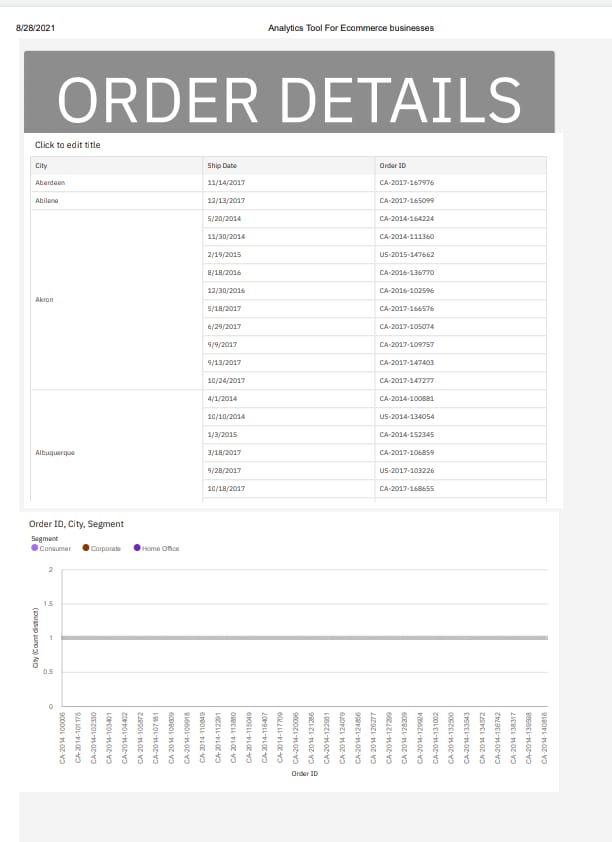 8/28/2021 Analytics Tool For Ecommerce businesses
ORDER DETAILS
Click to edit title
City Ship Date Order ID
Aberdeen 11/14/2017 CA-2017-167976
Abilene 12/13/2017 CA-2017-165099
5/20/2014 CA-2014-164224
11/30/2014 CA-2014-111360
2/19/2015 US-2015-147662
8/18/2016 CA-2016-136770
12/30/2016 CA-2016-102596
Akron
5/18/2017 CA-2017-166576
6/29/2017 CA-2017-105074
9/9/2017 CA-2017-109757
9/13/2017 CA-2017-147403
10/24/2017 CA-2017-147277
4/1/2014 CA-2014-100881
10/10/2014 US-2014-134054
1/3/2015 CA-2014-152345
Albuquerque 3/18/2017 CA-2017-106859
9/28/2017 US-2017-103226
10/18/2017 CA-2017-168655
Order ID, City, Segment
Segment
Consumer Corporate Home Office
2
1.5
1
0.5
0
City (Count distinct)
CA-2014-100006
CA-2014-101175
CA-2014-102330
CA-2014-103401
CA-2014-104402
CA-2014-105872
CA-2014-107181
CA-2014-108609
CA-2014-109918
CA-2014-110849
CA-2014-112291
CA-2014-113860
CA-2014-115049
CA-2014-116407
CA-2014-117709
CA-2014-120096
CA-2014-121286
CA-2014-122931
CA-2014-124079
CA-2014-124856
CA-2014-126277
CA-2014-127299
CA-2014-128209
CA-2014-129924
CA-2014-131002
CA-2014-132500
CA-2014-133543
CA-2014-134572
CA-2014-136742
CA-2014-138317
CA-2014-139598
CA-2014-140816
Order ID